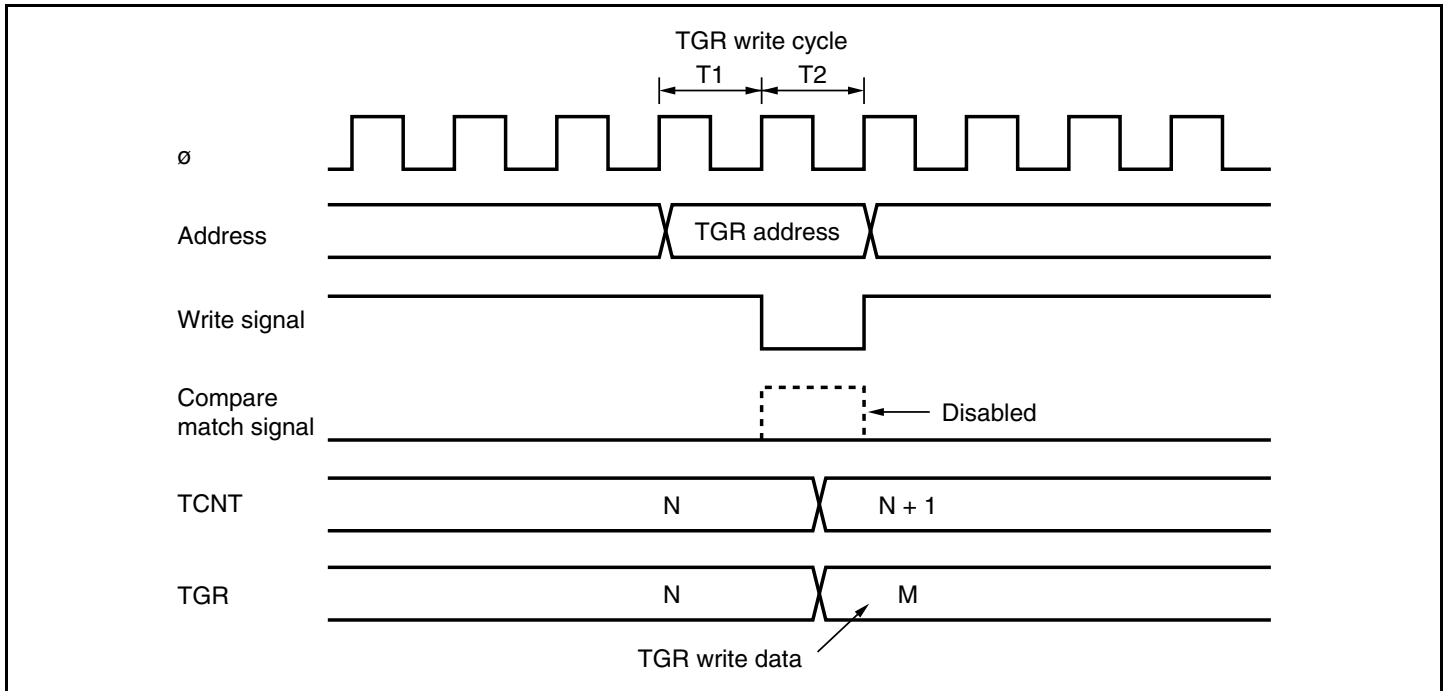 TGR write cycle
T1 T2
ø
Address TGR address
Write signal
Compare
match signal Disabled
TCNT N N + 1
TGR N M
TGR write data